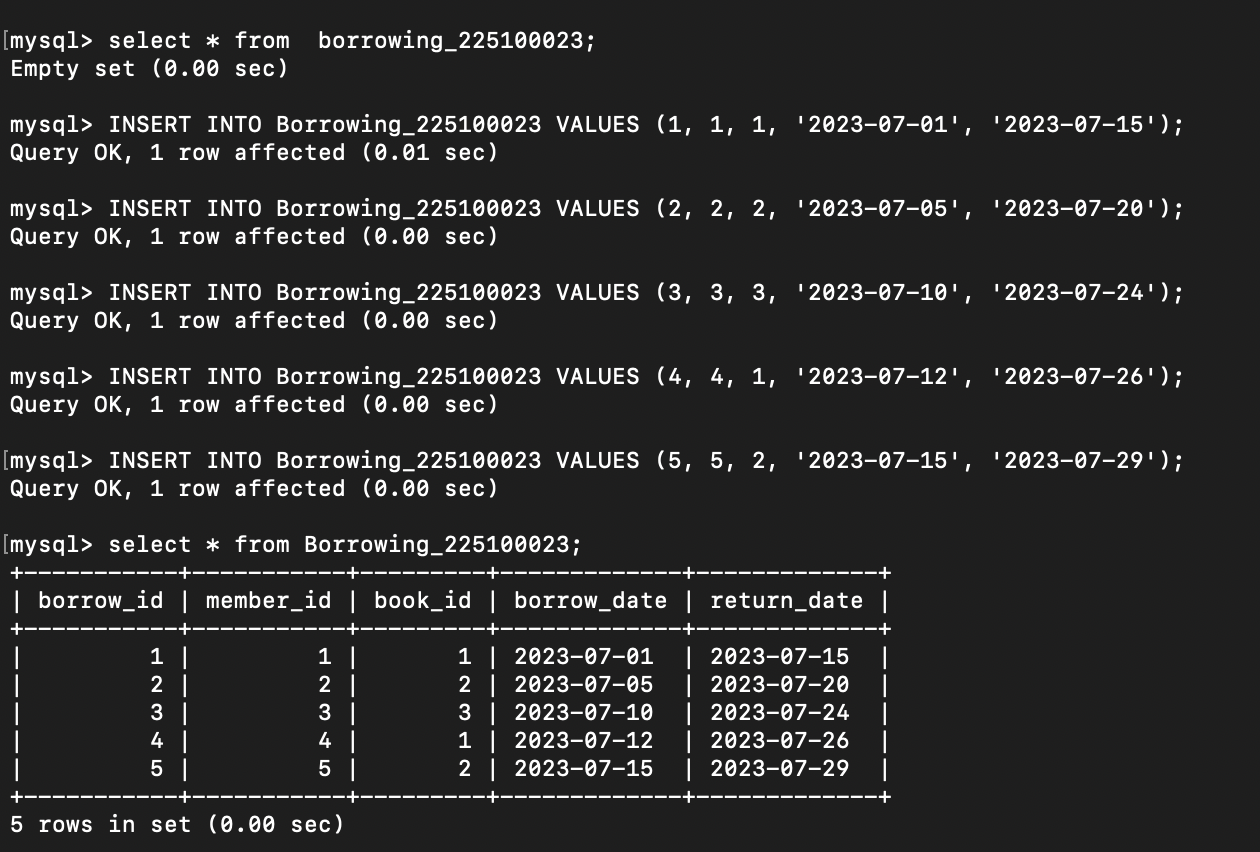 [mysql> select * from  borrowing_225100023;
Empty set (0.00 sec)
mysql> INSERT INTO Borrowing_225100023 VALUES (1, 1, 1, '2023-07-01', '2023-07-15');
Query OK, 1 row affected (0.01 sec)
mysql> INSERT INTO Borrowing_225100023 VALUES (2, 2, 2, '2023-07-05', '2023-07-20');
Query OK, 1 row affected (0.00 sec)
mysql> INSERT INTO Borrowing_225100023 VALUES (3, 3, 3, '2023-07-10', '2023-07-24');
Query OK, 1 row affected (0.00 sec)
mysql> INSERT INTO Borrowing_225100023 VALUES (4, 4, 1, '2023-07-12', '2023-07-26');
Query OK, 1 row affected (0.00 sec)
[mysql> INSERT INTO Borrowing_225100023 VALUES (5, 5, 2, '2023-07-15', '2023-07-29');
Query OK, 1 row affected (0.00 sec)
[mysql> select * from Borrowing_225100023;
+-----------+-----------+---------+-------------+-------------+
| borrow_id | member_id | book_id | borrow_date | return_date |
+-----------+-----------+---------+-------------+-------------+
|         1 |         1 |       1 | 2023-07-01  | 2023-07-15  |
|         2 |         2 |       2 | 2023-07-05  | 2023-07-20  |
|         3 |         3 |       3 | 2023-07-10  | 2023-07-24  |
|         4 |         4 |       1 | 2023-07-12  | 2023-07-26  |
|         5 |         5 |       2 | 2023-07-15  | 2023-07-29  |
+-----------+-----------+---------+-------------+-------------+
5 rows in set (0.00 sec)